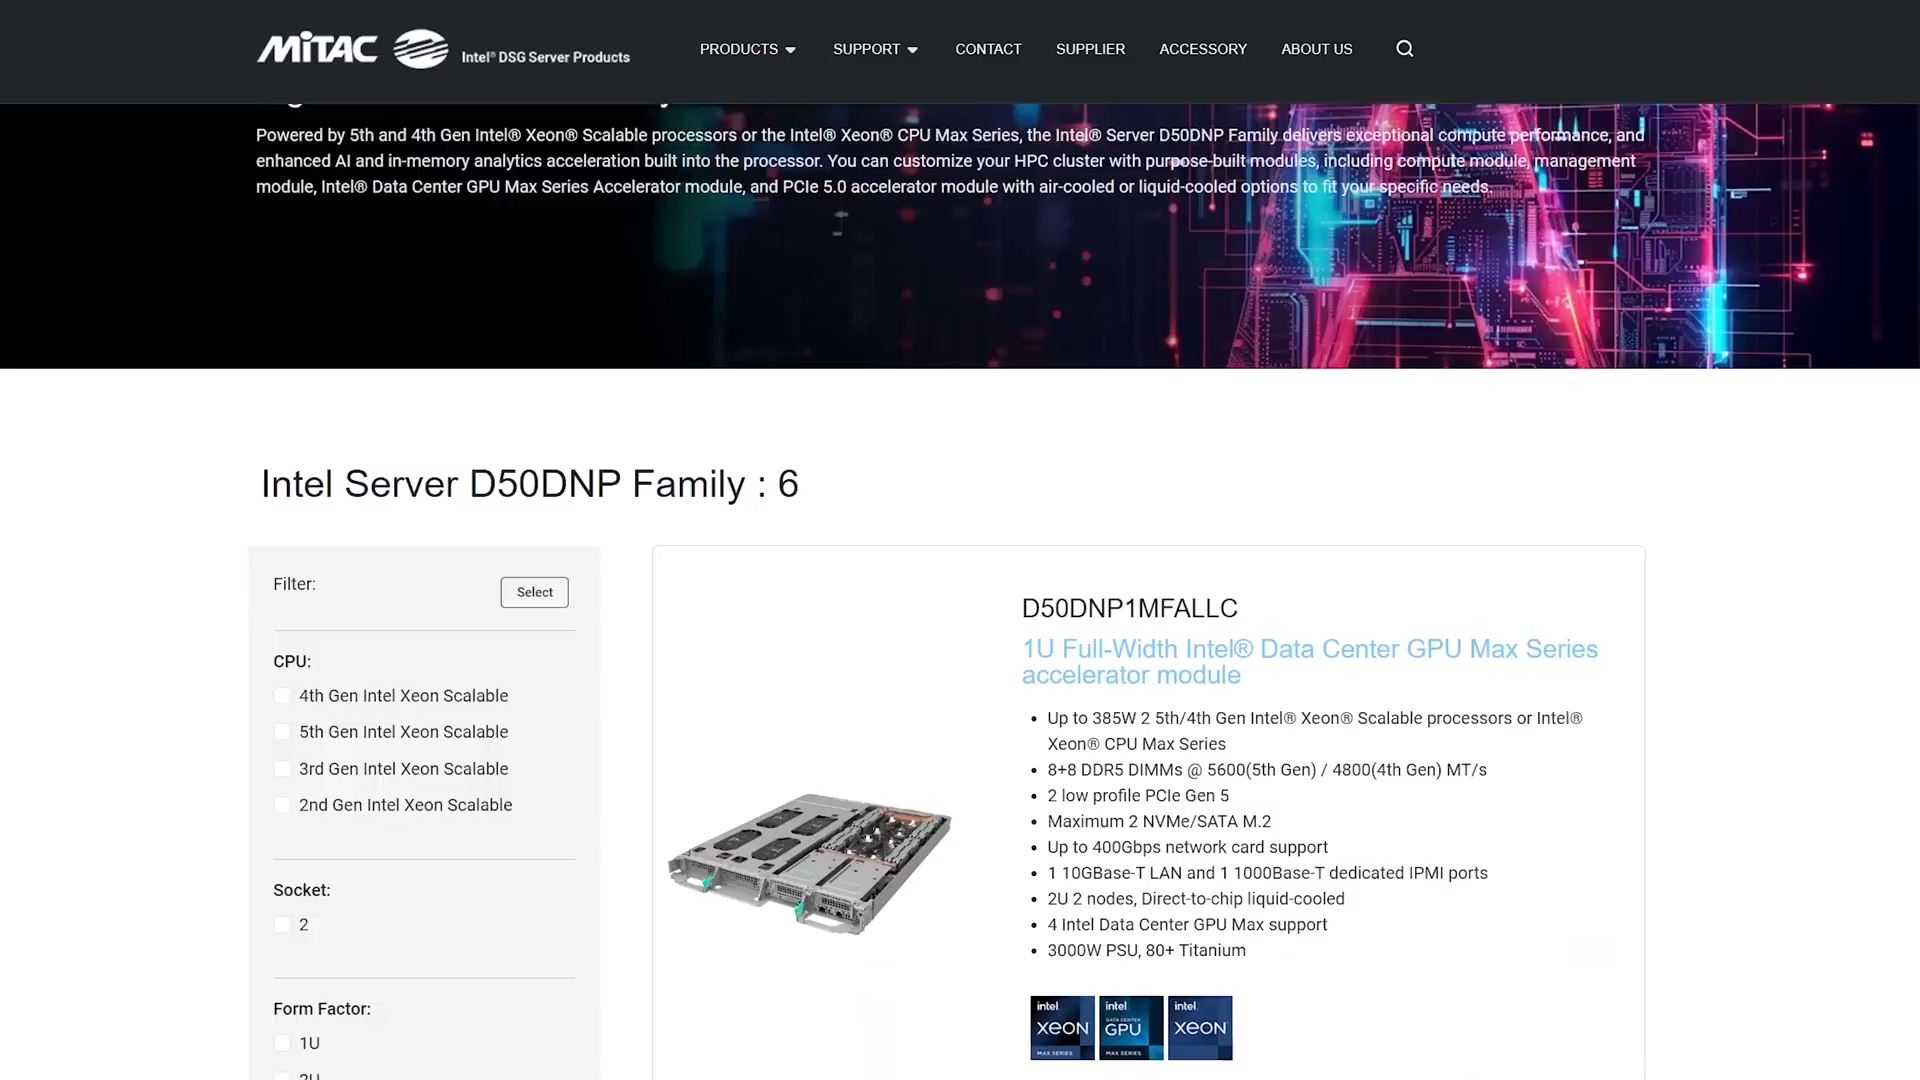 MiTAC Intel® DSG Server Products
PRODUCTS SUPPORT CONTACT SUPPLIER ACCESSORY ABOUT US
Powered by 5th and 4th Gen Intel® Xeon® Scalable processors or the Intel® Xeon® CPU Max Series, the Intel® Server D50DNP Family delivers exceptional compute performance, and
enhanced AI and in-memory analytics acceleration built into the processor. You can customize your HPC cluster with purpose-built modules, including compute module, management
module, Intel® Data Center GPU Max Series Accelerator module, and PCIe 5.0 accelerator module with air-cooled or liquid-cooled options to fit your specific needs.
Intel Server D50DNP Family : 6
Filter:
Select
CPU:
4th Gen Intel Xeon Scalable
5th Gen Intel Xeon Scalable
3rd Gen Intel Xeon Scalable
2nd Gen Intel Xeon Scalable
Socket:
2
Form Factor:
1U
2U
D50DNP1MFALLC
1U Full-Width Intel® Data Center GPU Max Series
accelerator module
Up to 385W 2 5th/4th Gen Intel® Xeon® Scalable processors or Intel®
Xeon® CPU Max Series
8+8 DDR5 DIMMs @ 5600(5th Gen) / 4800(4th Gen) MT/s
2 low profile PCIe Gen 5
Maximum 2 NVMe/SATA M.2
Up to 400Gbps network card support
1 10GBase-T LAN and 1 1000Base-T dedicated IPMI ports
2U 2 nodes, Direct-to-chip liquid-cooled
4 Intel Data Center GPU Max support
3000W PSU, 80+ Titanium
intel
XEON
MAX SERIES
intel
DATA CENTER
GPU
MAX SERIES
intel
XEON